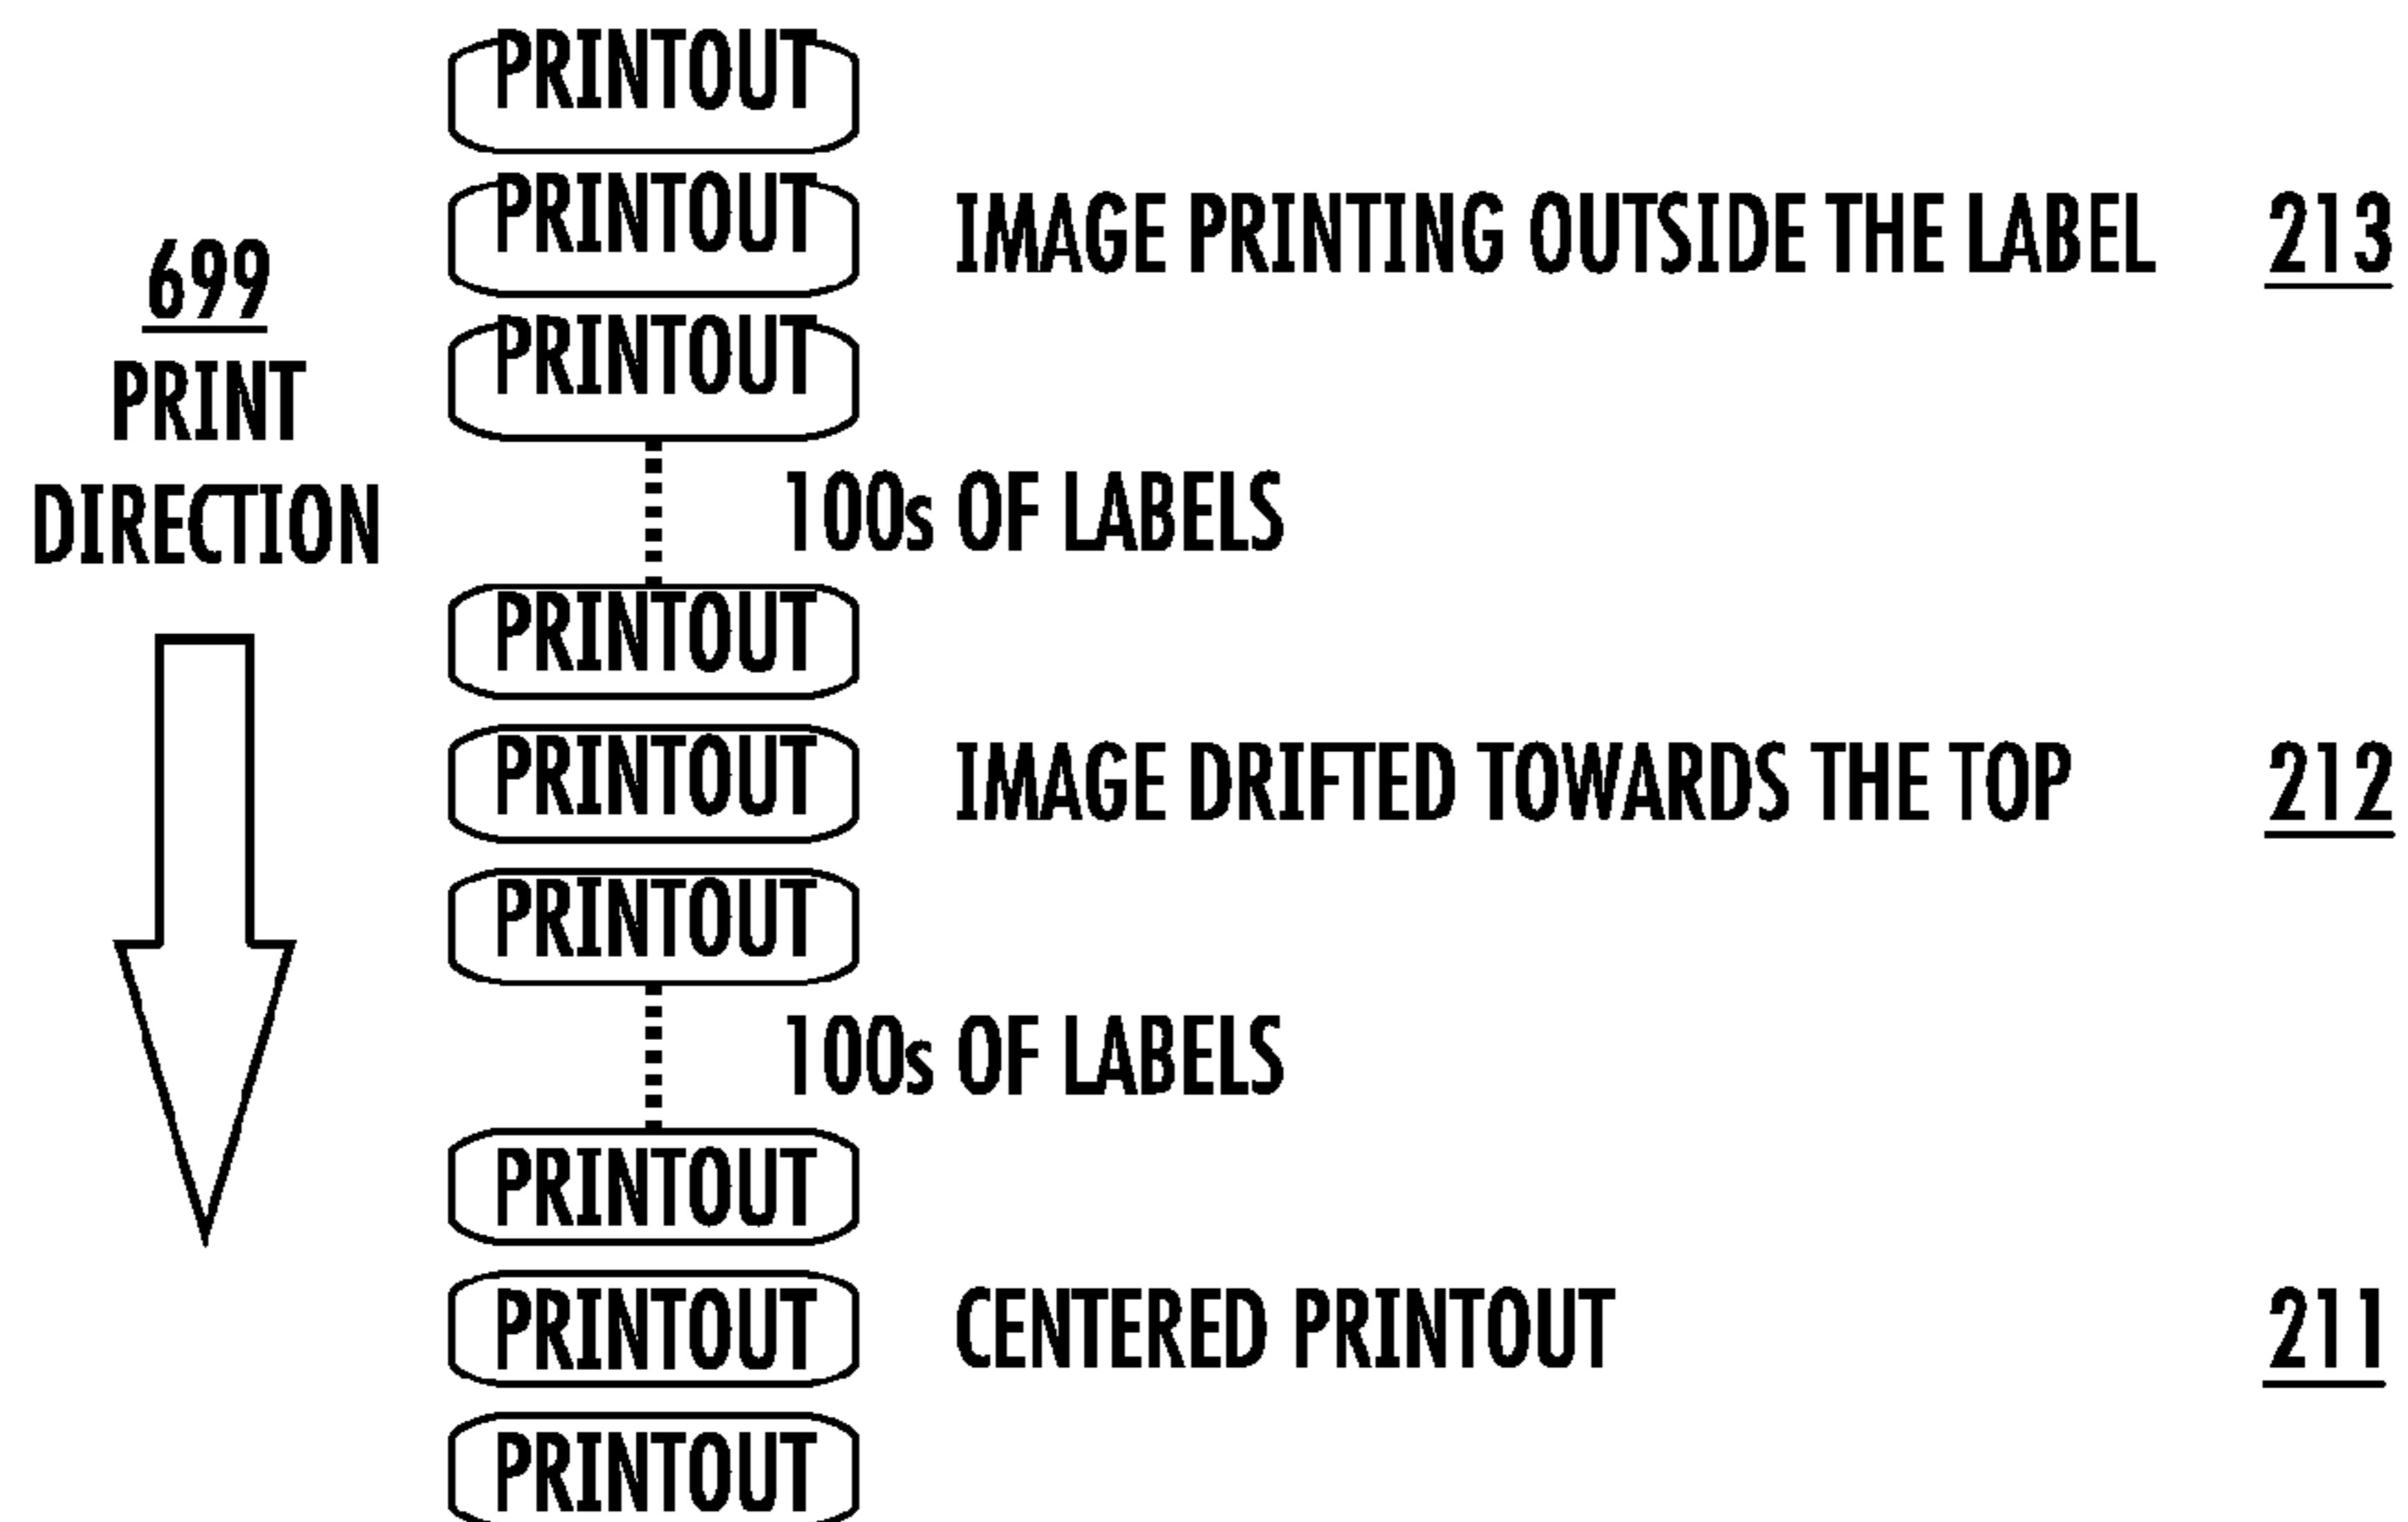 PRINTOUT
PRINTOUT IMAGE PRINTING OUTSIDE THE LABEL 213
699
PRINTOUT
PRINT
DIRECTION
100s OF LABELS
PRINTOUT
PRINTOUT IMAGE DRIFTED TOWARDS THE TOP 212
PRINTOUT
100s OF LABELS
PRINTOUT
PRINTOUT CENTERED PRINTOUT 211
PRINTOUT